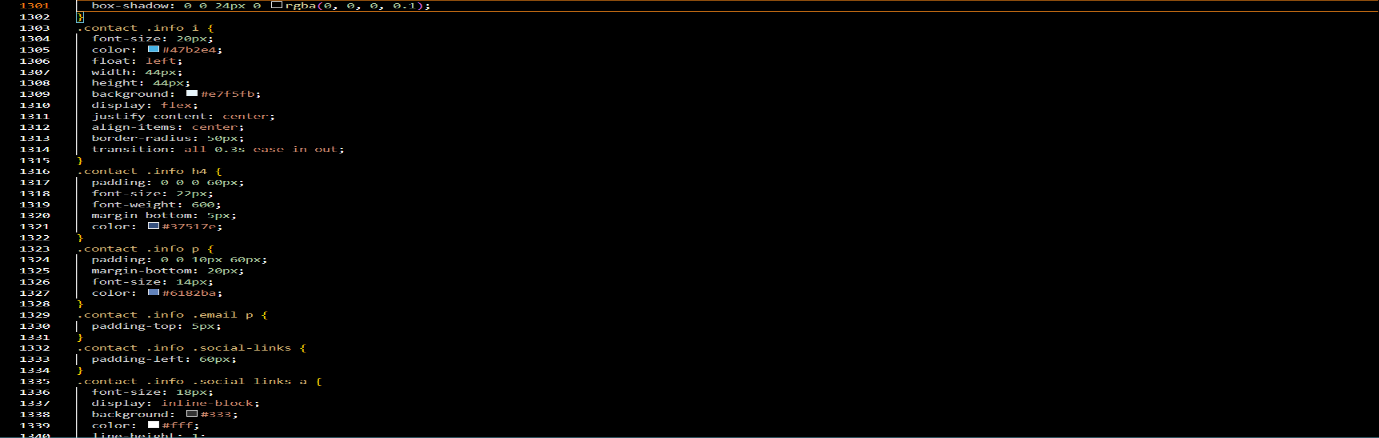 1301 box-shadow: 0 0 24px 0 rgba(0, 0, 0, 0.1);
1302 }
1303 .contact .info i {
1304 font-size: 20px;
1305 color: #47b2e4;
1306 float: left;
1307 width: 44px;
1308 height: 44px;
1309 background: #e7f5fb;
1310 display: flex;
1311 justify-content: center;
1312 align-items: center;
1313 border-radius: 50px;
1314 transition: all 0.3s ease-in-out;
1315 }
1316 .contact .info h4 {
1317 padding: 0 0 0 60px;
1318 font-size: 22px;
1319 font-weight: 600;
1320 margin-bottom: 5px;
1321 color: #37517e;
1322 }
1323 .contact .info p {
1324 padding: 0 0 10px 60px;
1325 margin-bottom: 20px;
1326 font-size: 14px;
1327 color: #6182ba;
1328 }
1329 .contact .info .email p {
1330 padding-top: 5px;
1331 }
1332 .contact .info .social-links {
1333 padding-left: 60px;
1334 }
1335 .contact .info .social-links a {
1336 font-size: 18px;
1337 display: inline-block;
1338 background: #333;
1339 color: #fff;
1340 line-height: 1;